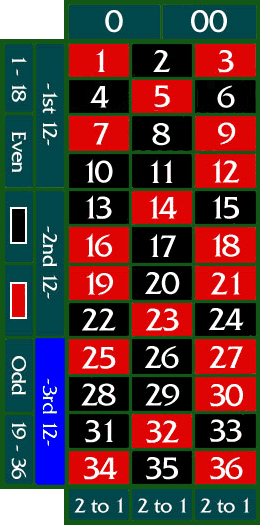 0 00
1 2 3
4 5 6
7 8 9
10 11 12
13 14 15
16 17 18
19 20 21
22 23 24
25 26 27
28 29 30
31 32 33
34 35 36
2 to 1 2 to 1 2 to 1
-1st 12-
-2nd 12-
-3rd 12-
1 - 18
Even
Odd
19 - 36